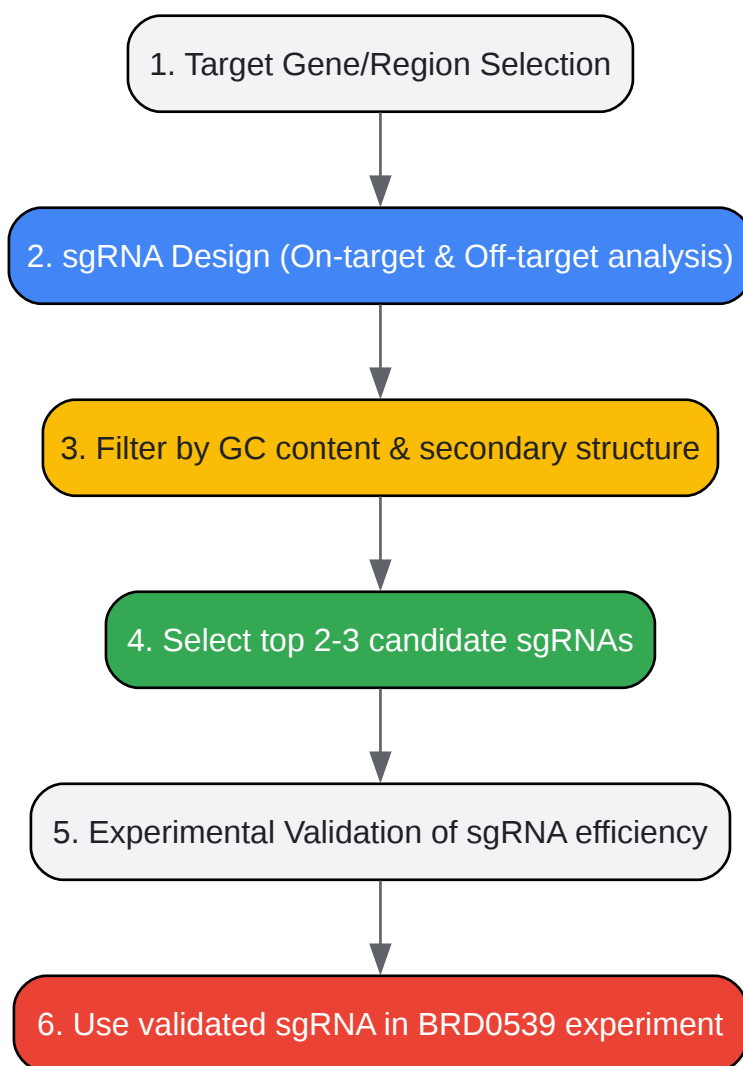 1. Target Gene/Region Selection
2. sgRNA Design (On-target & Off-target analysis)
3. Filter by GC content & secondary structure
4. Select top 2-3 candidate sgRNAs
5. Experimental Validation of sgRNA efficiency
6. Use validated sgRNA in BRD0539 experiment